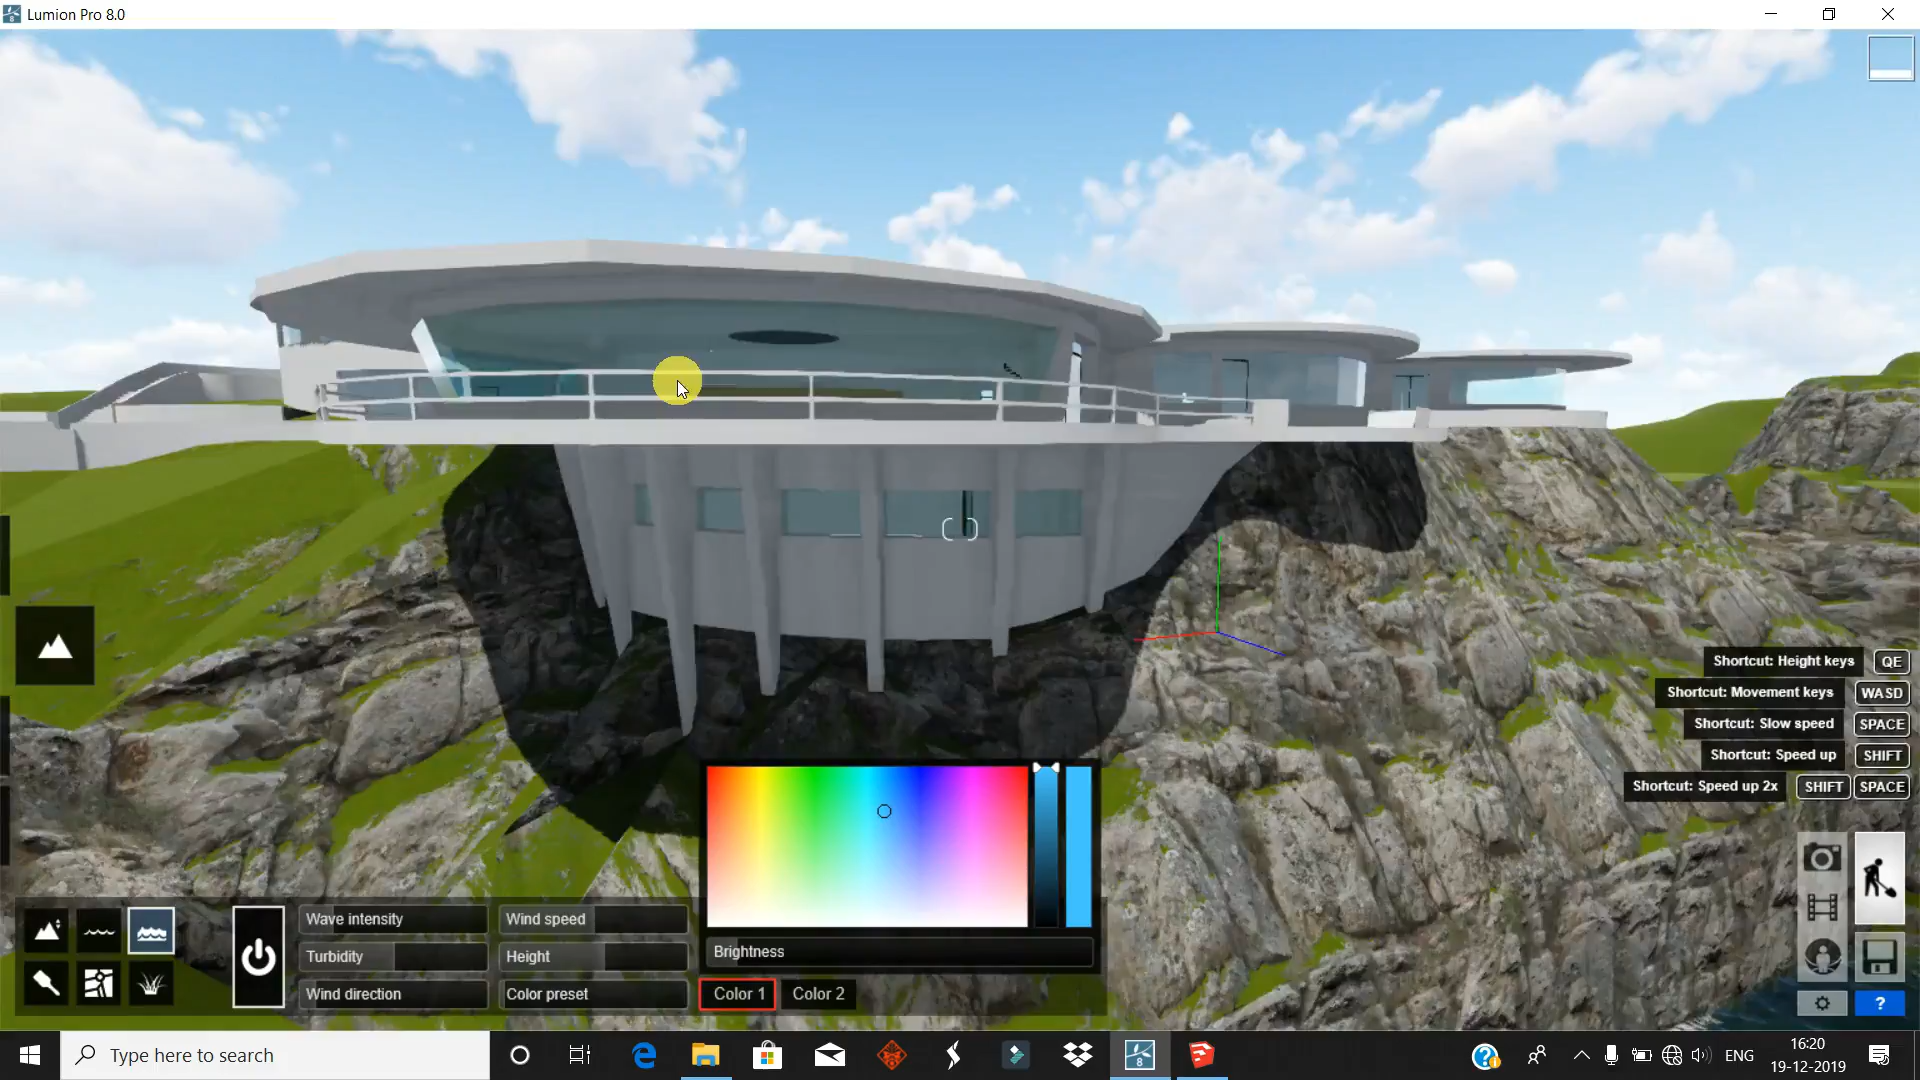 Lumion Pro 8.0
Shortcut: Height keys QE
Shortcut: Movement keys WASD
Shortcut: Slow speed SPACE
Shortcut: Speed up SHIFT
Shortcut: Speed up 2x SHIFT SPACE
Wave intensity Wind speed
Turbidity Height
Wind direction Color preset
Brightness
Color 1 Color 2
?
Type here to search
8
ENG
16:20
19-12-2019